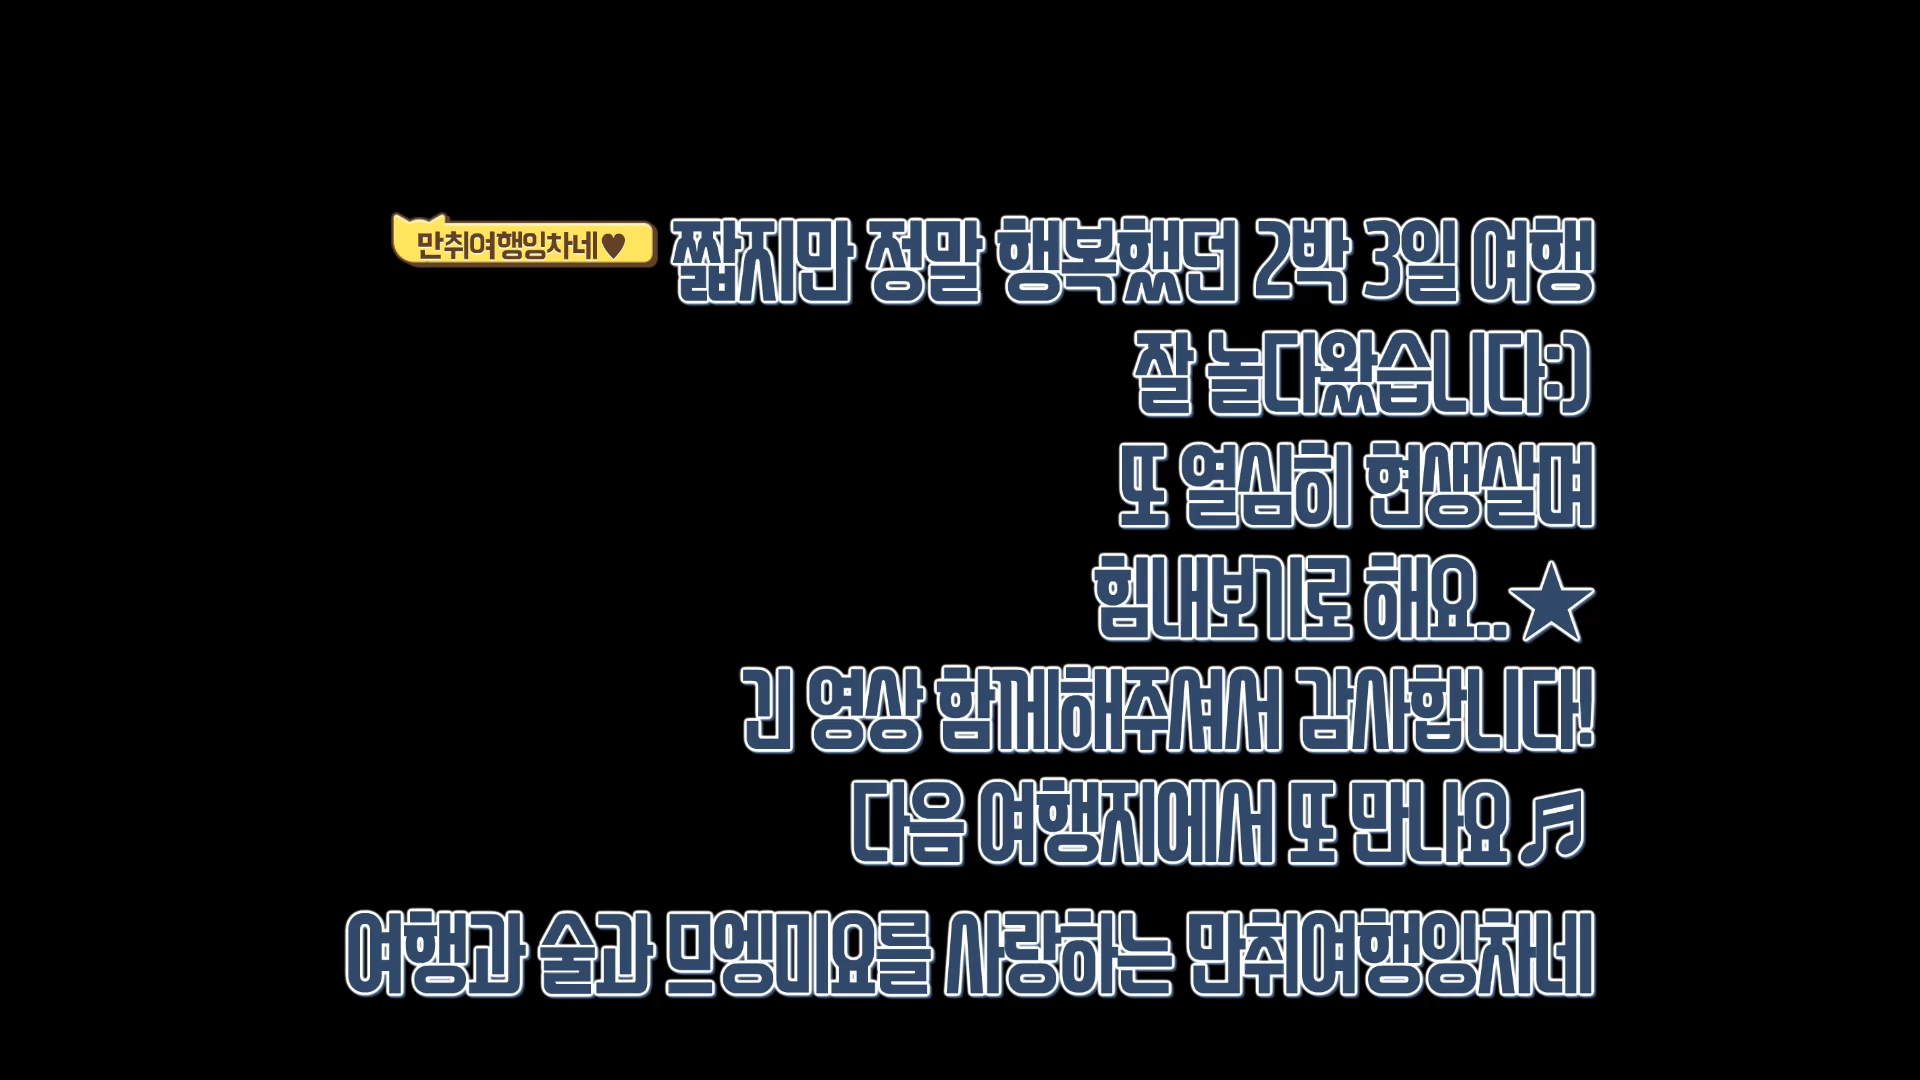 만취여행잉차네♥
짧지만 정말 행복했던 2박 3일 여행
잘 놀다왔습니다:)
또 열심히 현생살며
힘내보기로 해요..★
긴 영상 함께해주셔서 감사합니다!
다음 여행지에서 또 만나요♬
여행과 술과 므엥미요를 사랑하는 만취여행잉차네